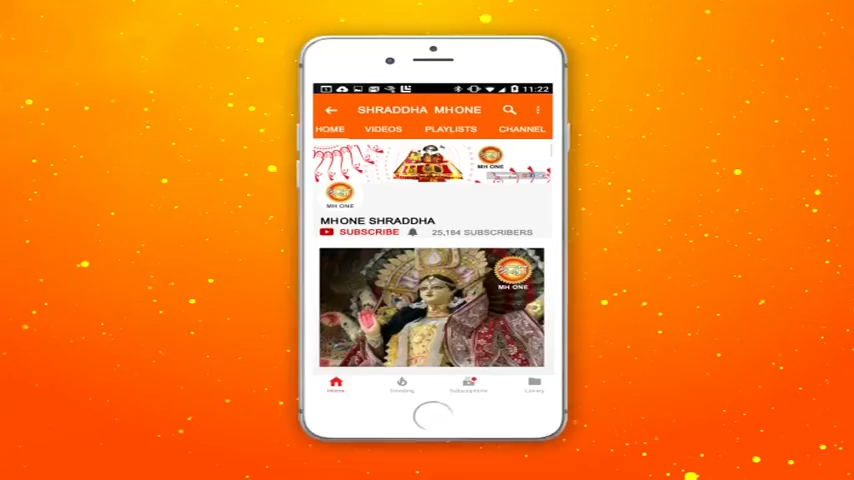 11:22
SHRADDHA MHONE
HOME VIDEOS PLAYLISTS CHANNEL
MH ONE
MH ONE
MHONE SHRADDHA
SUBSCRIBE 25,184 SUBSCRIBERS
MH ONE
Home Trending Subscriptions Library